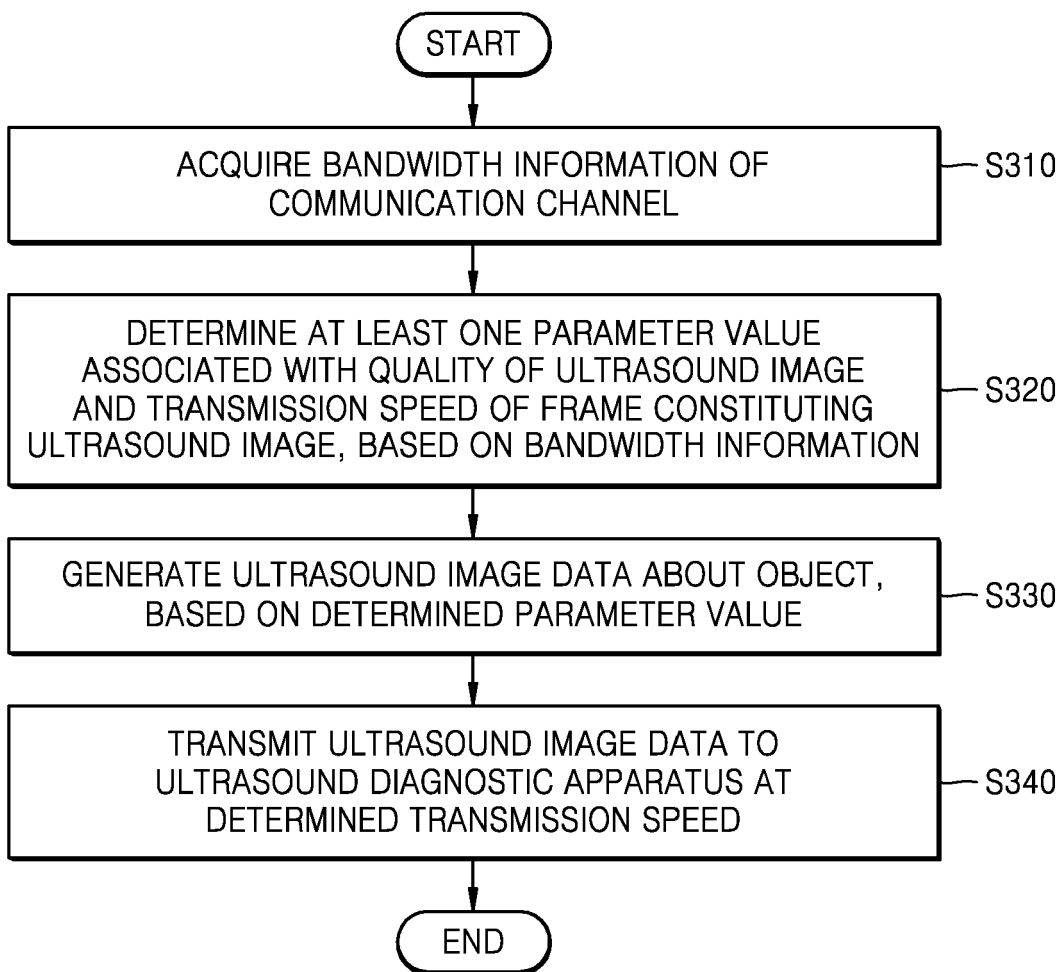 START
ACQUIRE BANDWIDTH INFORMATION OF
COMMUNICATION CHANNEL
S310
DETERMINE AT LEAST ONE PARAMETER VALUE
ASSOCIATED WITH QUALITY OF ULTRASOUND IMAGE
AND TRANSMISSION SPEED OF FRAME CONSTITUTING
ULTRASOUND IMAGE, BASED ON BANDWIDTH INFORMATION
S320
GENERATE ULTRASOUND IMAGE DATA ABOUT OBJECT,
BASED ON DETERMINED PARAMETER VALUE
S330
TRANSMIT ULTRASOUND IMAGE DATA TO
ULTRASOUND DIAGNOSTIC APPARATUS AT
DETERMINED TRANSMISSION SPEED
S340
END